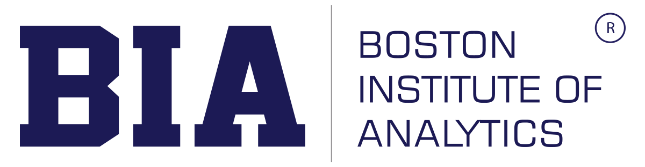 BIA
BOSTON ®
INSTITUTE OF
ANALYTICS